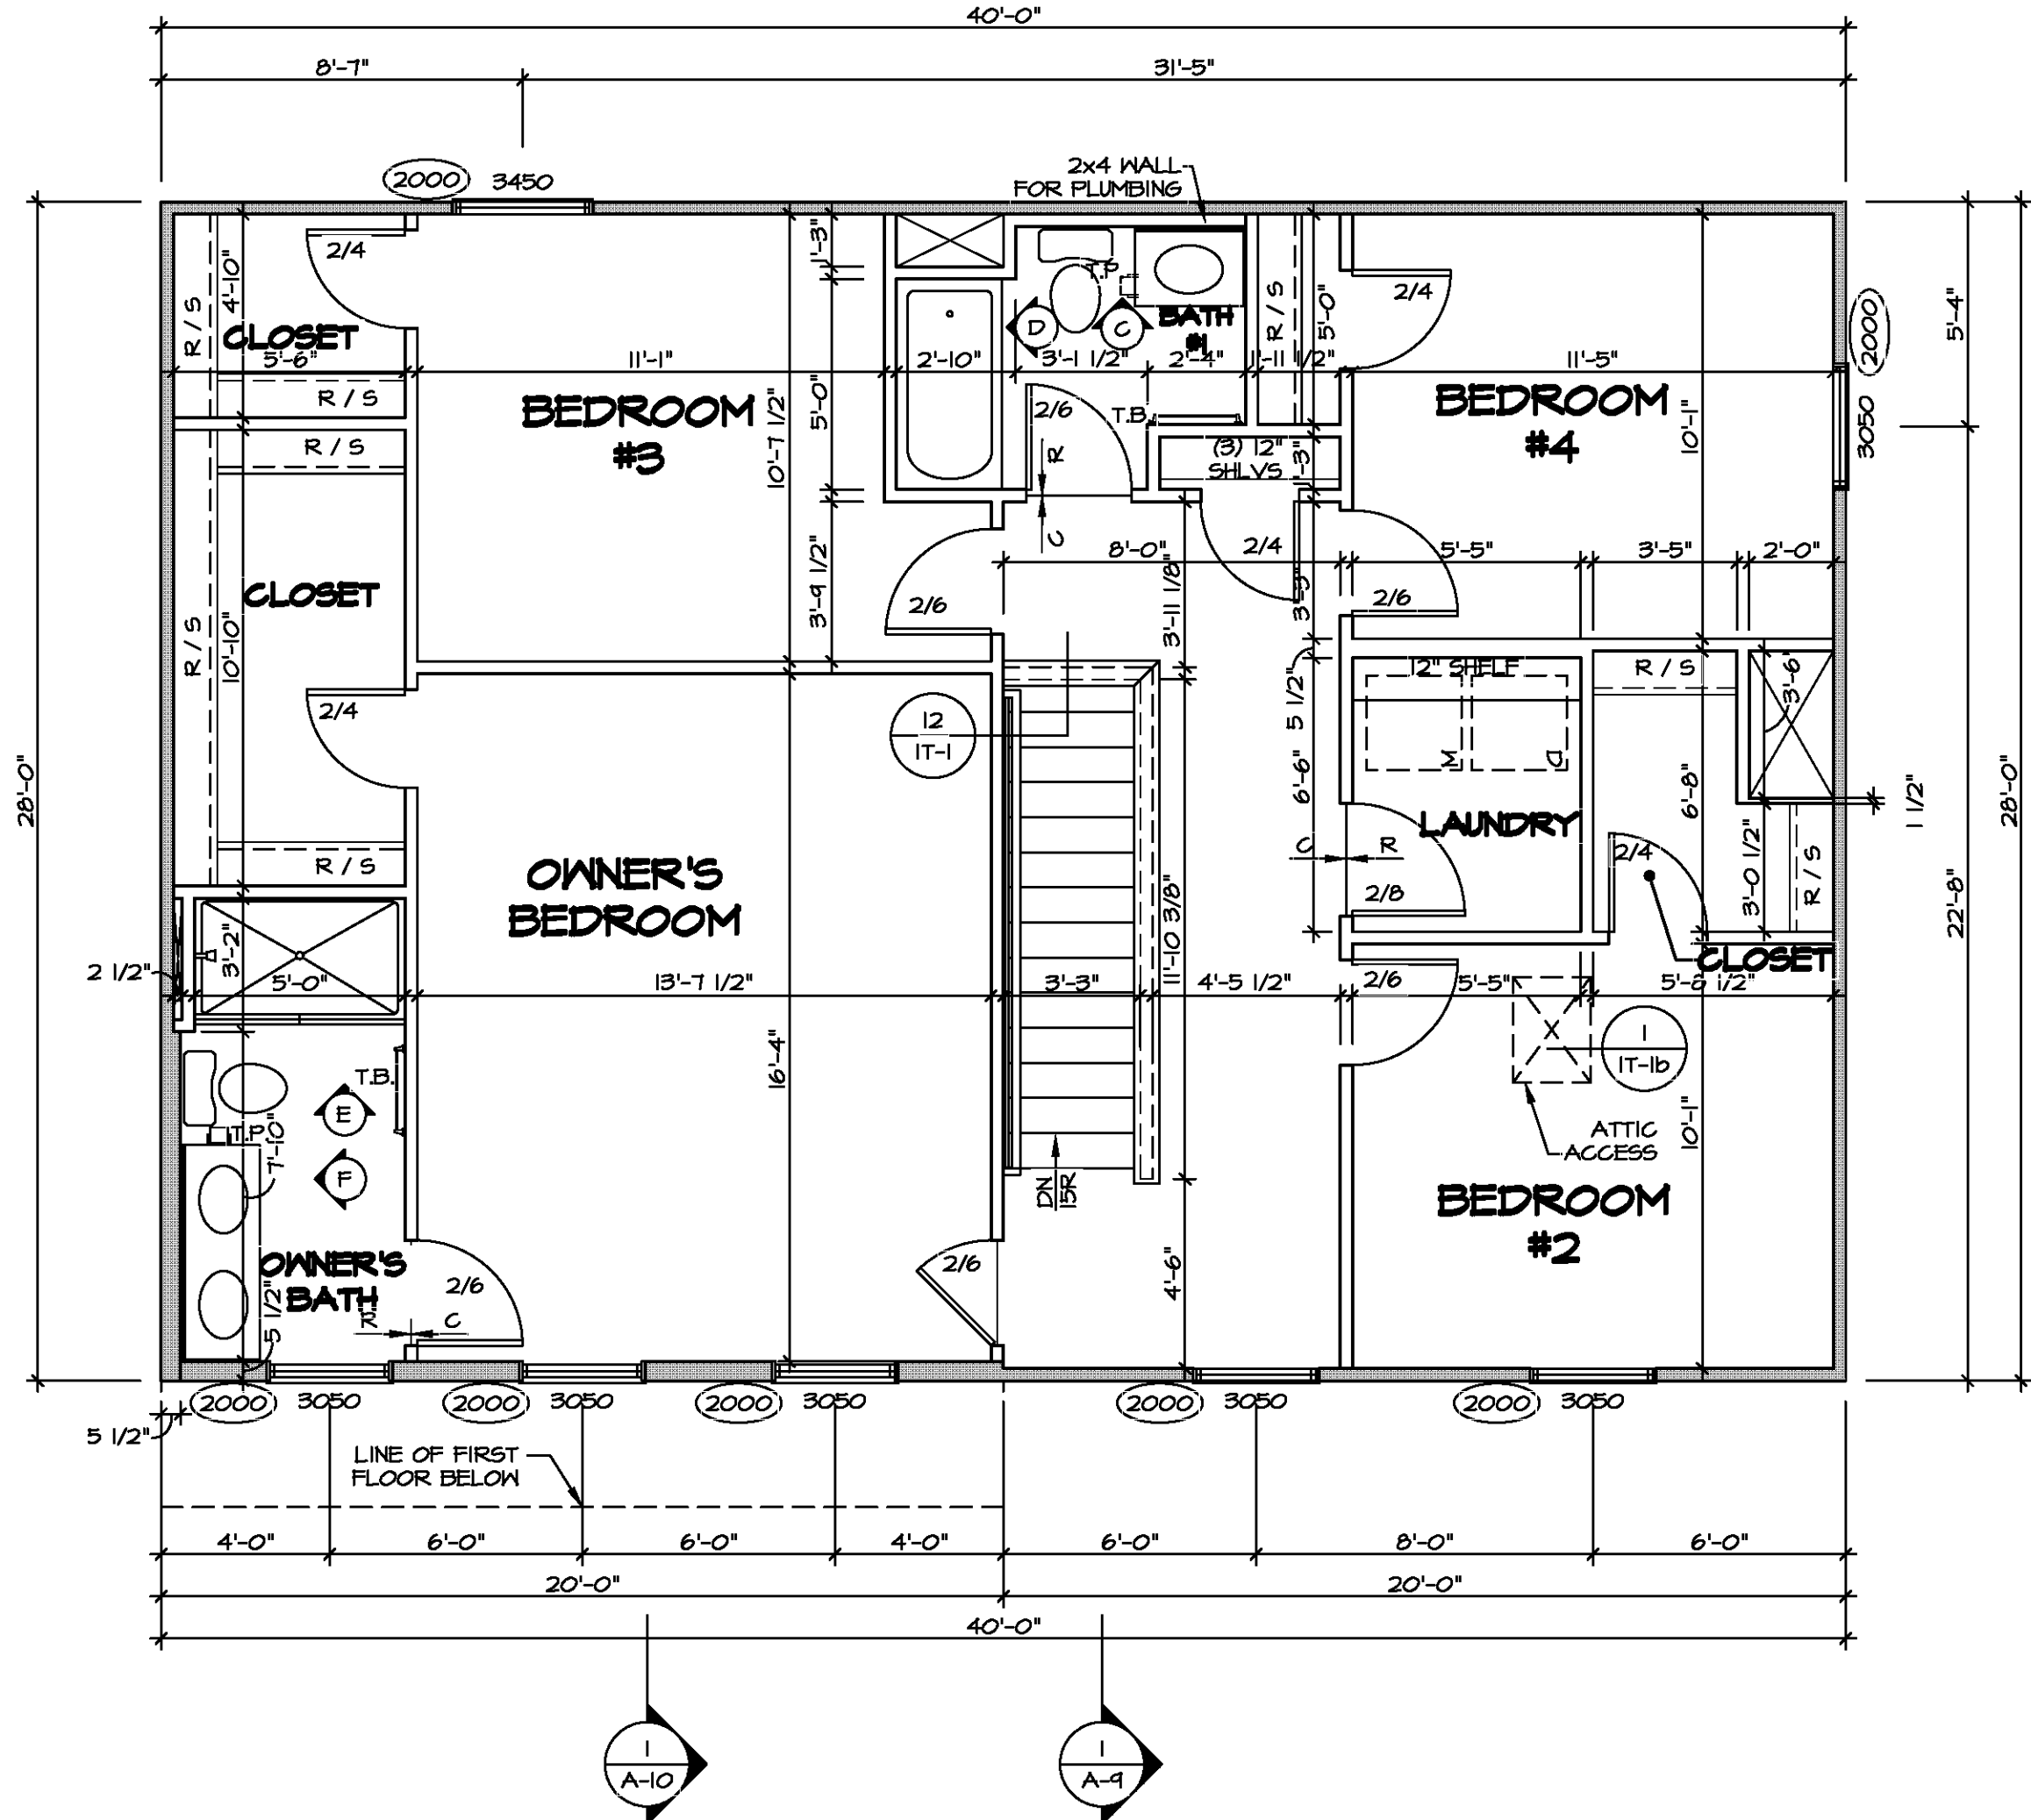 40'-0"
8'-7"
31'-5"
2x4 WALL
FOR PLUMBING
2000
3450
28'-0"
2/4
4'-10"
R / S
CLOSET
5'-6"
R / S
11'-1"
BEDROOM
#3
10'-7 1/2"
1'-3"
5'-0"
3'-9 1/2"
2'-10"
T.P.
D
C
BATH
#1
3'-1 1/2"
2'-4"
1'-11 1/2"
2/6
T.B.
R
C
R / S
5'-0"
(3) 12"
SHLVS
1'-3"
2/4
11'-5"
BEDROOM
#4
10'-1"
2000
3050
5'-4"
28'-0"
22'-8"
R / S
CLOSET
R / S
10'-10"
2/4
R / S
2/6
8'-0"
2/4
3'-11 1/8"
3'-5"
5'-5"
3'-5"
2'-0"
2/6
12" SHELF
R / S
3'-6"
5 1/2"
6'-6"
12
1T-1
W
D
LAUNDRY
C
R
2/8
6'-8"
2/4
3'-0 1/2"
R / S
1 1/2"
CLOSET
OWNER'S
BEDROOM
2 1/2"
3'-2"
5'-0"
13'-7 1/2"
3'-3"
11'-10 3/8"
4'-5 1/2"
2/6
5'-5"
5'-8 1/2"
16'-4"
T.B.
E
T.P.
7'-10"
F
OWNER'S
BATH
5 1/2"
2/6
C
2/6
DN
15R
4'-6"
1
1T-1b
ATTIC
ACCESS
10'-1"
BEDROOM
#2
2000
3050
2000
3050
2000
3050
2000
3050
2000
3050
5 1/2"
LINE OF FIRST
FLOOR BELOW
4'-0"
6'-0"
6'-0"
4'-0"
6'-0"
8'-0"
6'-0"
20'-0"
20'-0"
40'-0"
1
A-10
1
A-9